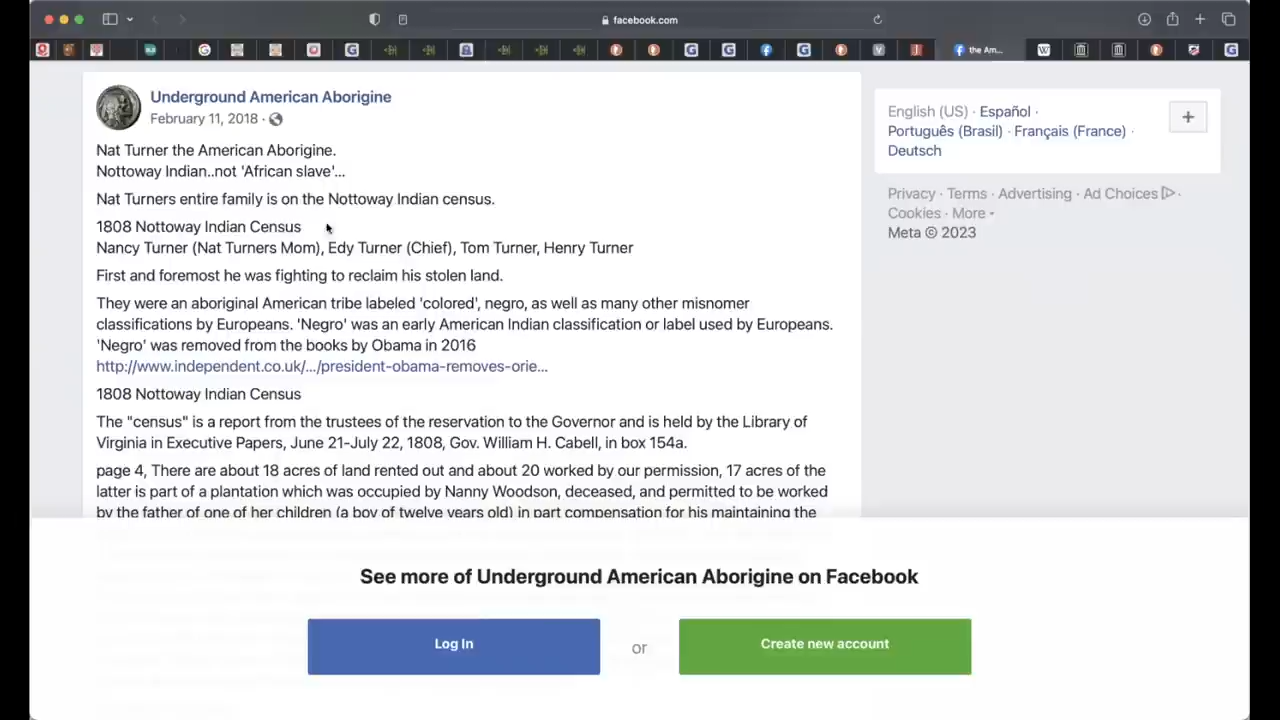 facebook.com
the Am...
Underground American Aborigine
February 11, 2018 ·
Nat Turner the American Aborigine.
Nottoway Indian..not 'African slave'...
Nat Turners entire family is on the Nottoway Indian census.
1808 Nottoway Indian Census
Nancy Turner (Nat Turners Mom), Edy Turner (Chief), Tom Turner, Henry Turner
First and foremost he was fighting to reclaim his stolen land.
They were an aboriginal American tribe labeled 'colored', negro, as well as many other misnomer
classifications by Europeans. 'Negro' was an early American Indian classification or label used by Europeans.
'Negro' was removed from the books by Obama in 2016
http://www.independent.co.uk/.../president-obama-removes-orie...
1808 Nottoway Indian Census
The "census" is a report from the trustees of the reservation to the Governor and is held by the Library of
Virginia in Executive Papers, June 21-July 22, 1808, Gov. William H. Cabell, in box 154a.
page 4, There are about 18 acres of land rented out and about 20 worked by our permission, 17 acres of the
latter is part of a plantation which was occupied by Nanny Woodson, deceased, and permitted to be worked
by the father of one of her children (a boy of twelve years old) in part compensation for his maintaining the
English (US) · Español ·
Português (Brasil) · Français (France) ·
Deutsch
Privacy · Terms · Advertising · Ad Choices ·
Cookies · More
Meta © 2023
See more of Underground American Aborigine on Facebook
Log In
or
Create new account